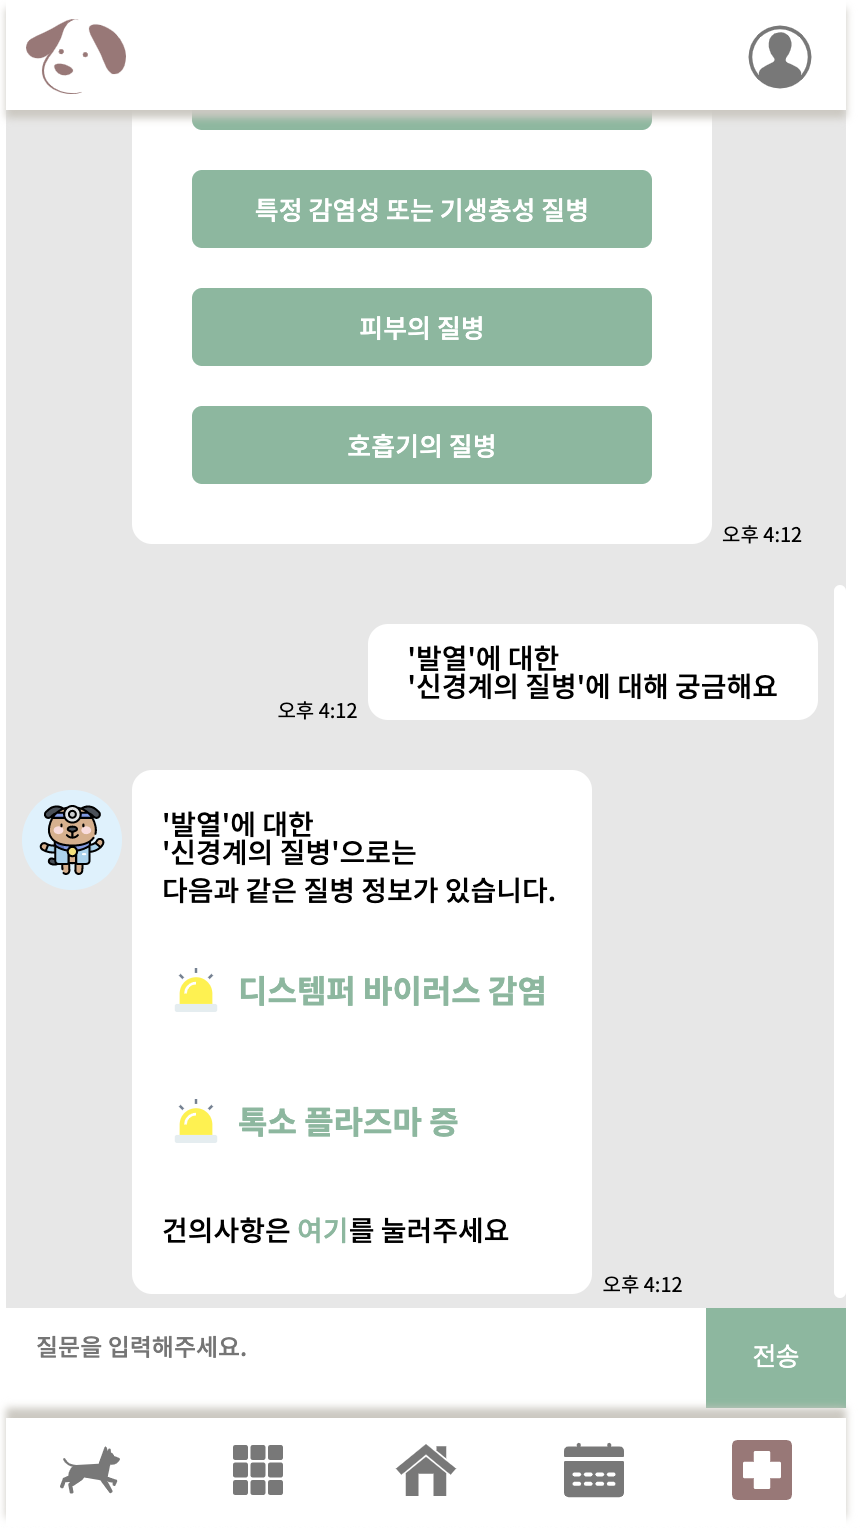 특정 감염성 또는 기생충성 질병
피부의 질병
호흡기의 질병
오후 4:12
'발열'에 대한
'신경계의 질병'에 대해 궁금해요
오후 4:12
'발열'에 대한
'신경계의 질병'으로는
다음과 같은 질병 정보가 있습니다.
디스템퍼 바이러스 감염
톡소 플라즈마 증
건의사항은 여기를 눌러주세요
오후 4:12
질문을 입력해주세요.
전송